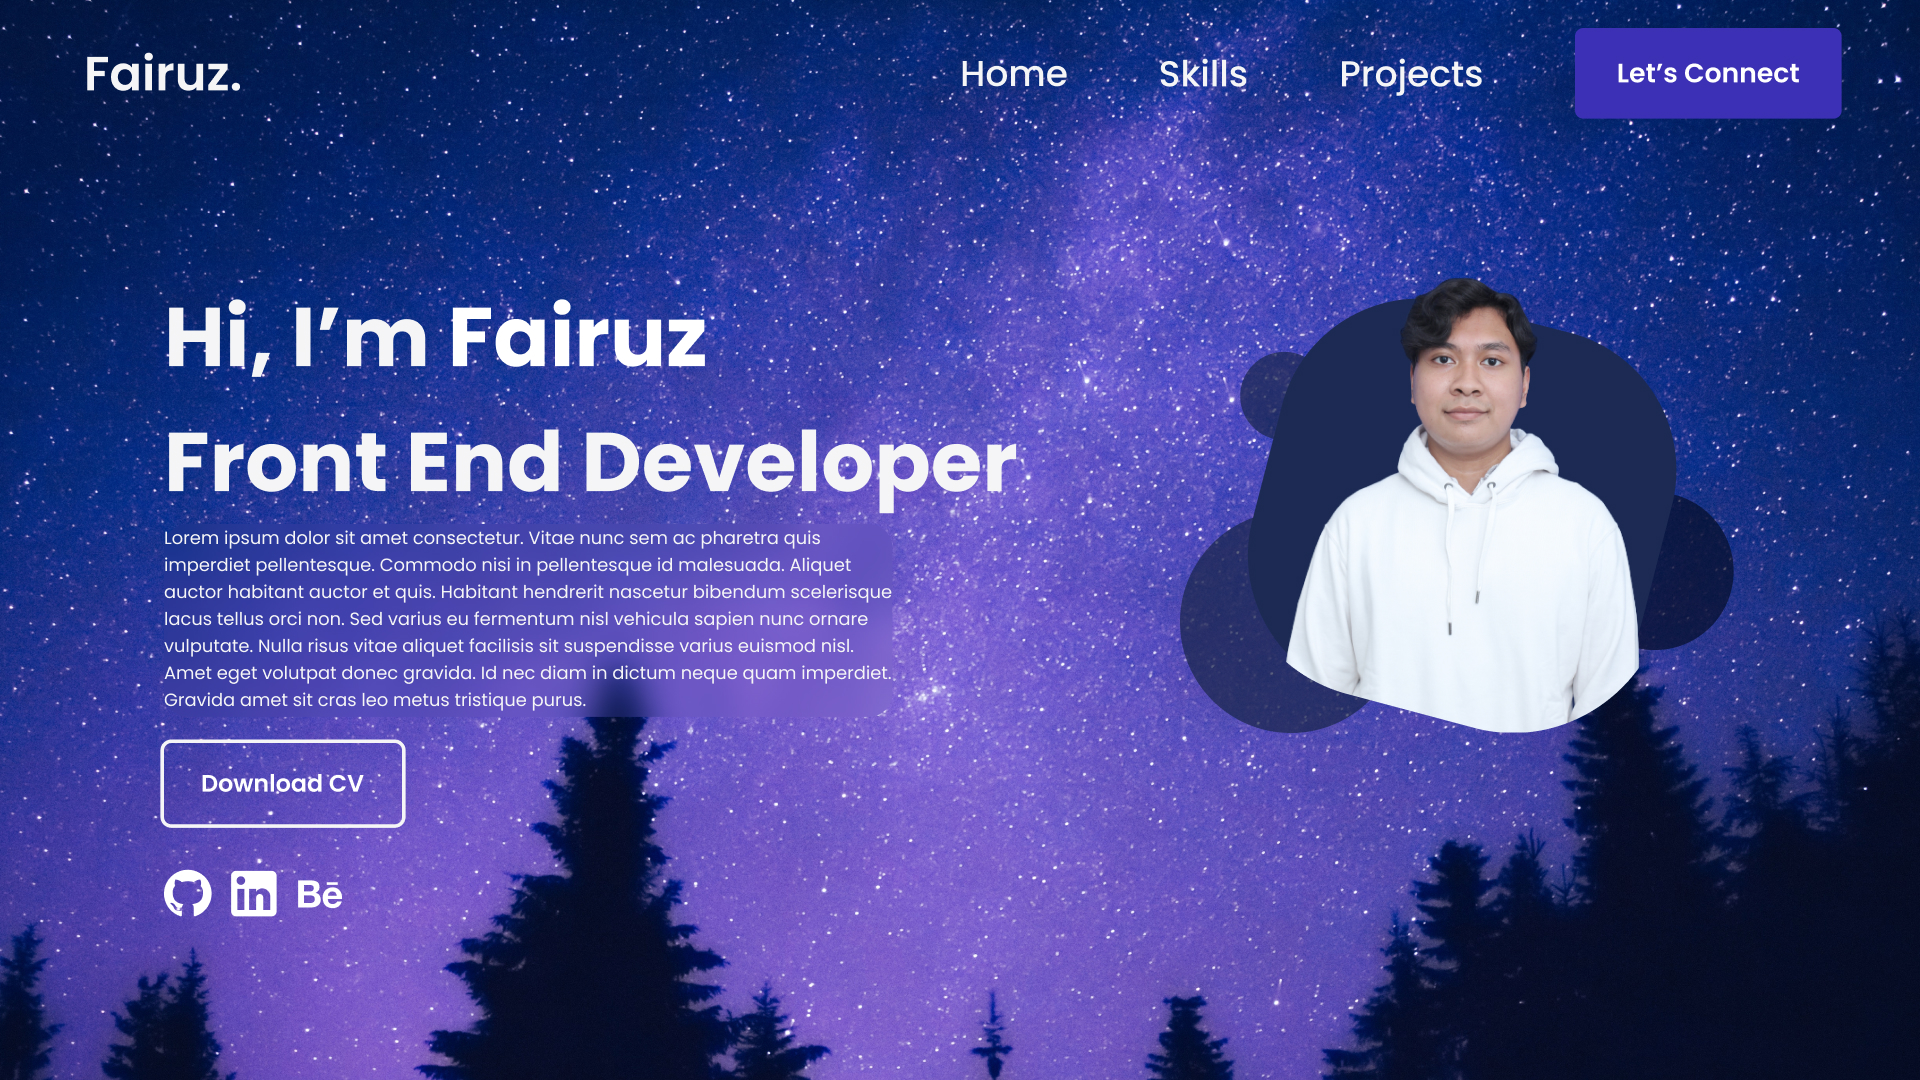 Fairuz.
Home
Skills
Projects
Let’s Connect
Hi, I’m Fairuz
Front End Developer
Lorem ipsum dolor sit amet consectetur. Vitae nunc sem ac pharetra quis
imperdiet pellentesque. Commodo nisi in pellentesque id malesuada. Aliquet
auctor habitant auctor et quis. Habitant hendrerit nascetur bibendum scelerisque
lacus tellus orci non. Sed varius eu fermentum nisl vehicula sapien nunc ornare
vulputate. Nulla risus vitae aliquet facilisis sit suspendisse varius euismod nisl.
Amet eget volutpat donec gravida. Id nec diam in dictum neque quam imperdiet.
Gravida amet sit cras leo metus tristique purus.
Download CV
in
Bē